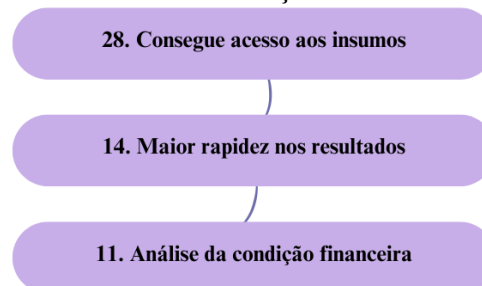 28. Consegue acesso aos insumos
14. Maior rapidez nos resultados
11. Análise da condição financeira